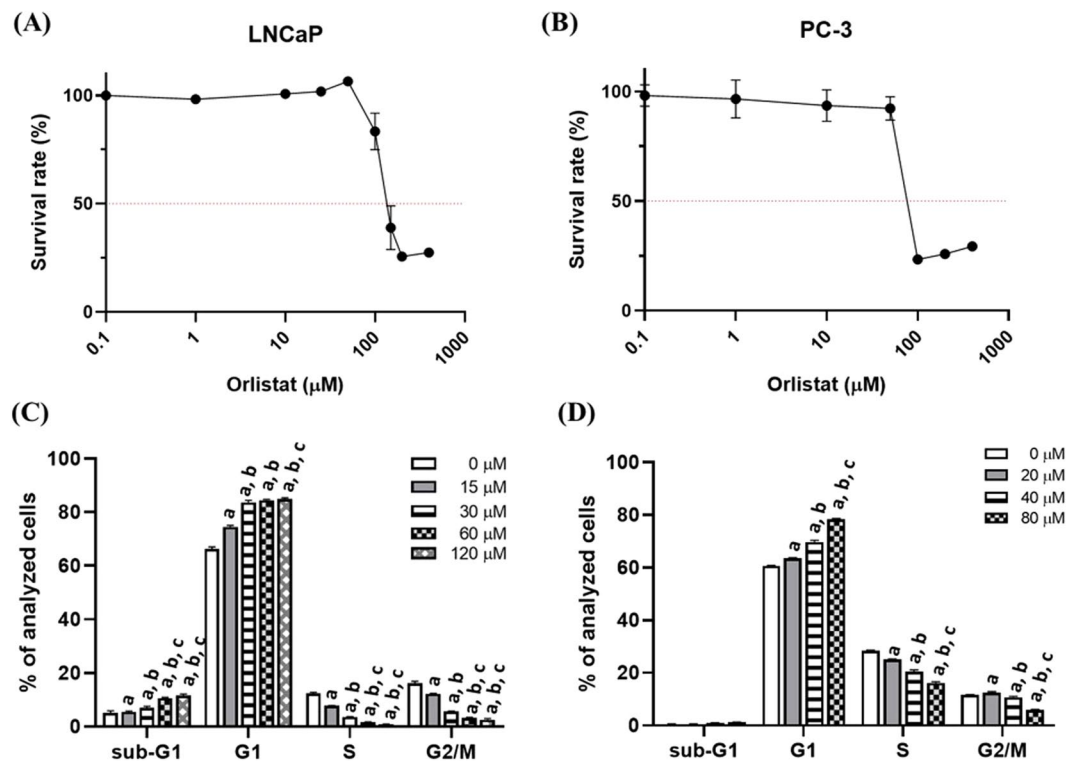 (A)
LNCaP
Survival rate (%)
100
50
0
0.1
1
10
100
1000
Orlistat (μM)
(B)
PC-3
Survival rate (%)
100
50
0
0.1
1
10
100
1000
Orlistat (μM)
(C)
% of analyzed cells
100
80
60
40
20
0
a
a, b
a, b, c
a, b, c
a
a, b
a, b
a, b, c
a
a, b
a, b, c
a, b, c
a
a, b
a, b, c
a, b, c
sub-G1
G1
S
G2/M
0 μM
15 μM
30 μM
60 μM
120 μM
(D)
% of analyzed cells
100
80
60
40
20
0
a
a, b
a, b, c
a
a, b
a, b, c
a
a, b
a, b, c
sub-G1
G1
S
G2/M
0 μM
20 μM
40 μM
80 μM